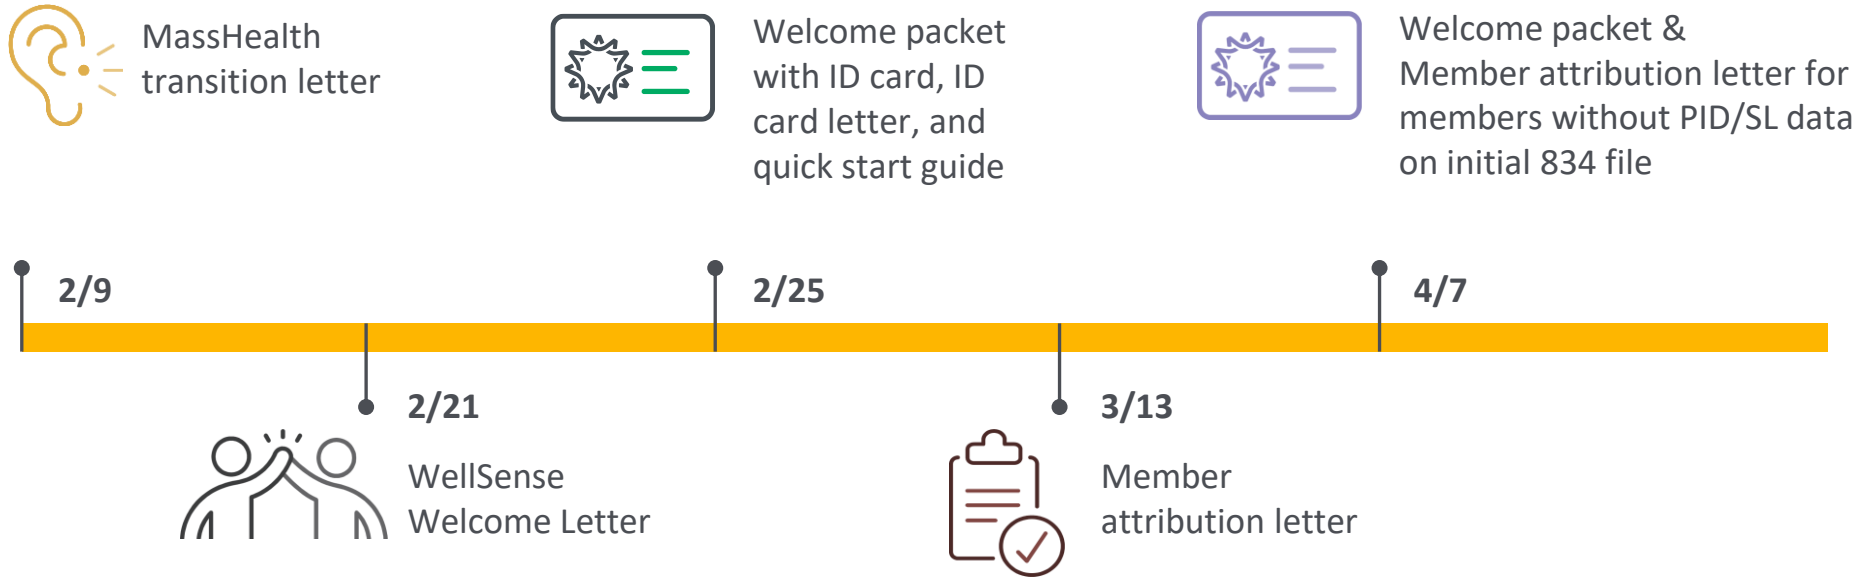 MassHealth
transition letter
Welcome packet
with ID card, ID
card letter, and
quick start guide
Welcome packet &
Member attribution letter for
members without PID/SL data
on initial 834 file
2/9
2/25
4/7
2/21
WellSense
Welcome Letter
3/13
Member
attribution letter